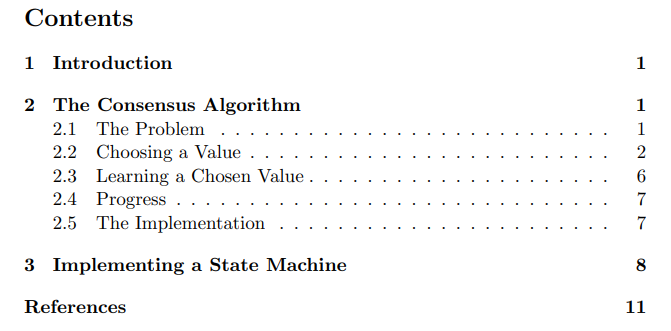 Contents
1 Introduction 1
2 The Consensus Algorithm 1
2.1 The Problem . . . . . . . . . . . . . . . . . . . . . . . . . . . 1
2.2 Choosing a Value . . . . . . . . . . . . . . . . . . . . . . . . . 2
2.3 Learning a Chosen Value . . . . . . . . . . . . . . . . . . . . . 6
2.4 Progress . . . . . . . . . . . . . . . . . . . . . . . . . . . . . . 7
2.5 The Implementation . . . . . . . . . . . . . . . . . . . . . . . 7
3 Implementing a State Machine 8
References 11